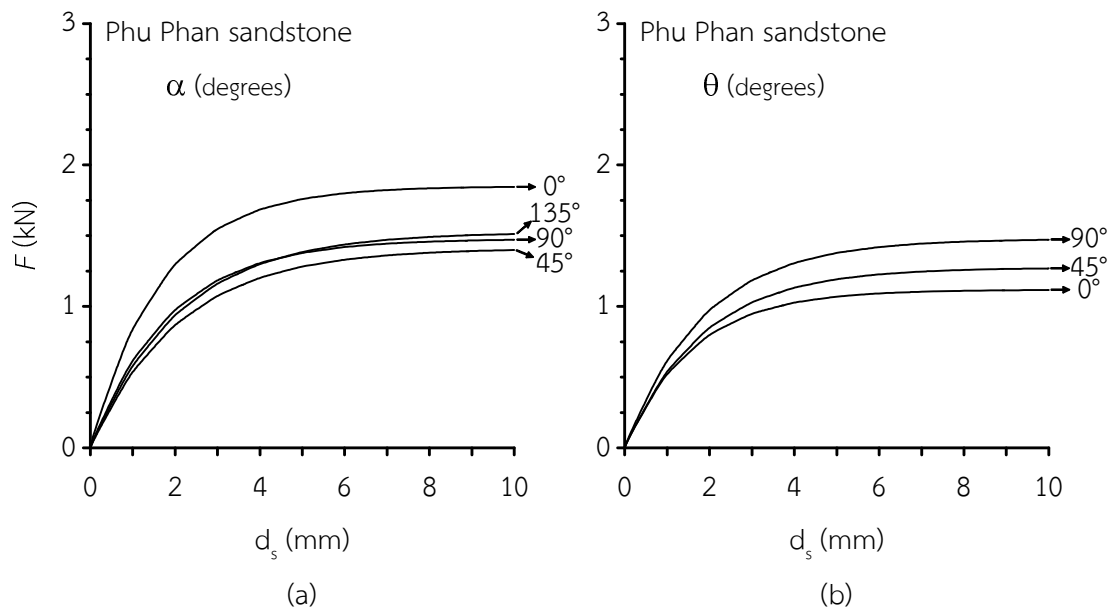 Phu Phan sandstone
α (degrees)
F (kN)
3
2
1
0
0°
135°
90°
45°
0 2 4 6 8 10
dₛ (mm)
(a)
Phu Phan sandstone
θ (degrees)
3
2
1
0
90°
45°
0°
0 2 4 6 8 10
dₛ (mm)
(b)